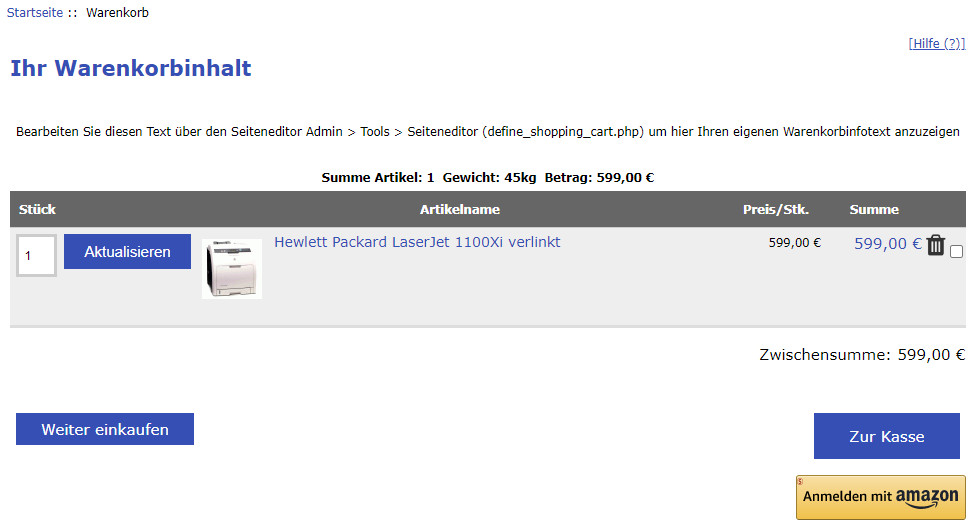 Startseite :: Warenkorb
[Hilfe (?)]
Ihr Warenkorbinhalt
Bearbeiten Sie diesen Text über den Seiteneditor Admin > Tools > Seiteneditor (define_shopping_cart.php) um hier Ihren eigenen Warenkorbinfotext anzuzeigen
Summe Artikel: 1 Gewicht: 45kg Betrag: 599,00 €
Stück Artikelname Preis/Stk. Summe
1 Aktualisieren Hewlett Packard LaserJet 1100Xi verlinkt 599,00 € 599,00 €
Zwischensumme: 599,00 €
Weiter einkaufen Zur Kasse
Anmelden mit amazon